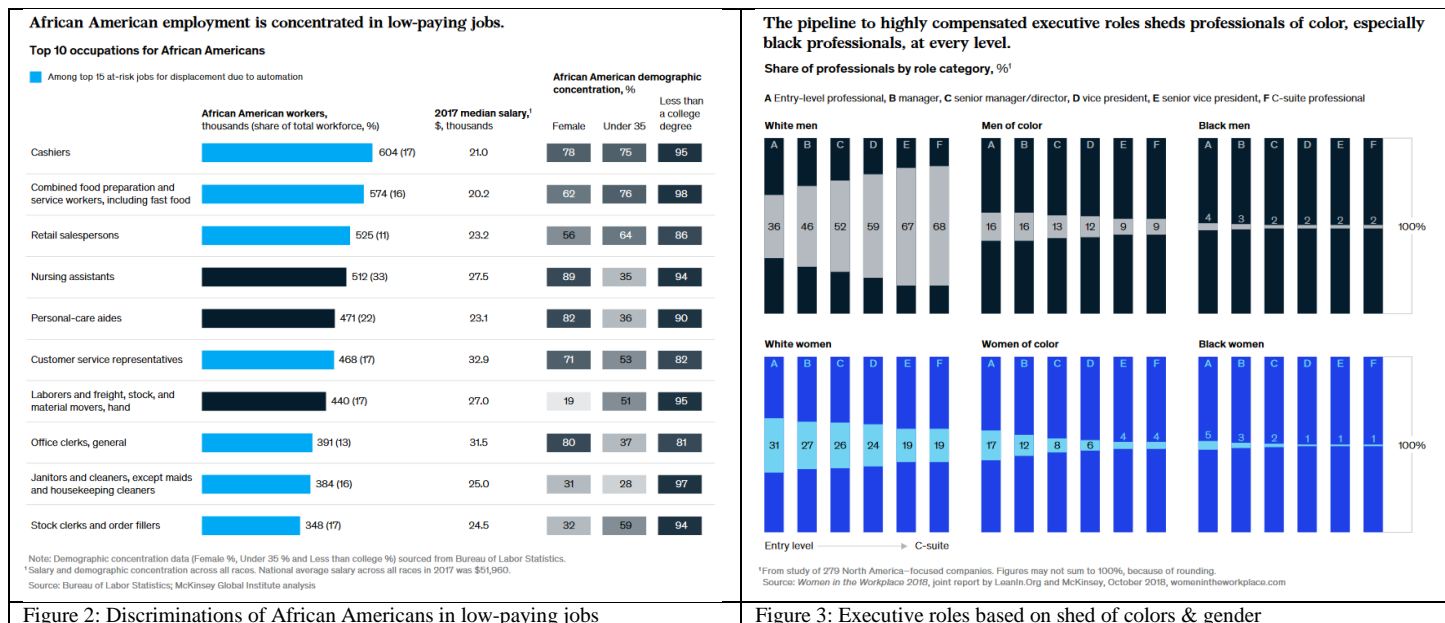 African American employment is concentrated in low-paying jobs.
Top 10 occupations for African Americans
Among top 15 at-risk jobs for displacement due to automation
African American demographic
concentration, %
African American workers,
thousands (share of total workforce, %)
2017 median salary,¹
$, thousands
Female
Under 35
Less than
a college
degree
Cashiers 604 (17) 21.0 78 75 95
Combined food preparation and
service workers, including fast food 574 (16) 20.2 62 76 98
Retail salespersons 525 (11) 23.2 56 64 86
Nursing assistants 512 (33) 27.5 89 35 94
Personal-care aides 471 (22) 23.1 82 36 90
Customer service representatives 468 (17) 32.9 71 53 82
Laborers and freight, stock, and
material movers, hand 440 (17) 27.0 19 51 95
Office clerks, general 391 (13) 31.5 80 37 81
Janitors and cleaners, except maids
and housekeeping cleaners 384 (16) 25.0 31 28 97
Stock clerks and order fillers 348 (17) 24.5 32 59 94
Note: Demographic concentration data (Female %, Under 35 % and Less than college %) sourced from Bureau of Labor Statistics.
¹Salary and demographic concentration across all races. National average salary across all races in 2017 was $51,960.
Source: Bureau of Labor Statistics; McKinsey Global Institute analysis
Figure 2: Discriminations of African Americans in low-paying jobs
The pipeline to highly compensated executive roles sheds professionals of color, especially
black professionals, at every level.
Share of professionals by role category, %¹
A Entry-level professional, B manager, C senior manager/director, D vice president, E senior vice president, F C-suite professional
White men
A B C D E F
36 46 52 59 67 68
Men of color
A B C D E F
16 16 13 12 9 9
Black men
A B C D E F
4 3 2 2 2 2
100%
White women
A B C D E F
31 27 26 24 19 19
Women of color
A B C D E F
17 12 8 6 4 4
Black women
A B C D E F
5 3 2 1 1 1
100%
Entry level C-suite
¹From study of 279 North America–focused companies. Figures may not sum to 100%, because of rounding.
Source: Women in the Workplace 2018, joint report by LeanIn.Org and McKinsey, October 2018, womenintheworkplace.com
Figure 3: Executive roles based on shed of colors & gender